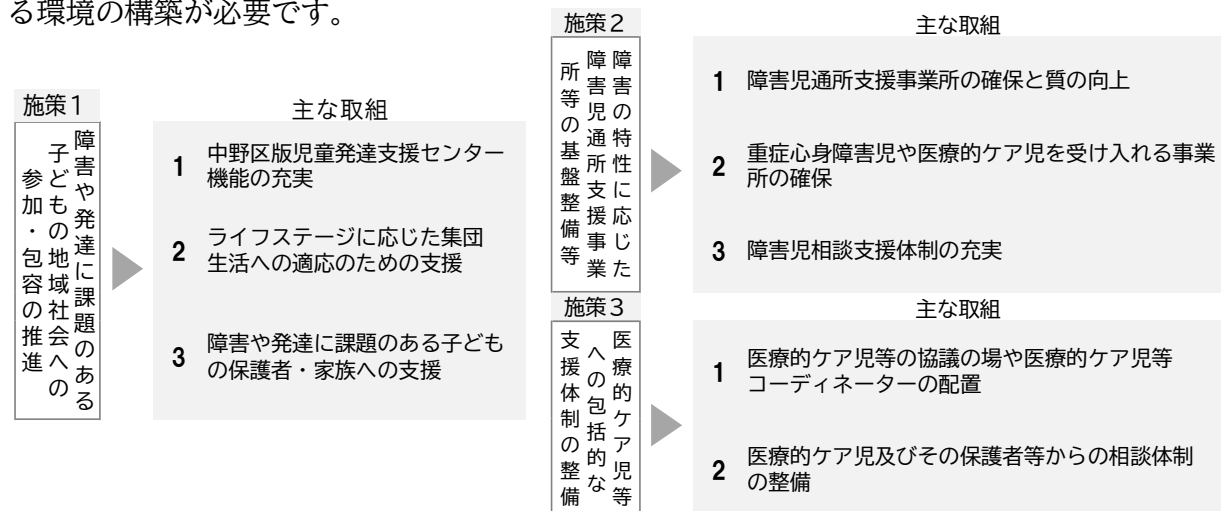 る環境の構築が必要です。
施策1
障害や発達に課題のある
子どもの地域社会への
参加・包容の推進
主な取組
1 中野区版児童発達支援センター
機能の充実
2 ライフステージに応じた集団
生活への適応のための支援
3 障害や発達に課題のある子ども
の保護者・家族への支援
施策2
障害の特性に応じた
障害児通所支援事業
所等の基盤整備等
主な取組
1 障害児通所支援事業所の確保と質の向上
2 重症心身障害児や医療的ケア児を受け入れる事業
所の確保
3 障害児相談支援体制の充実
施策3
医療的ケア児等
への包括的な
支援体制の整備
主な取組
1 医療的ケア児等の協議の場や医療的ケア児等
コーディネーターの配置
2 医療的ケア児及びその保護者等からの相談体制
の整備